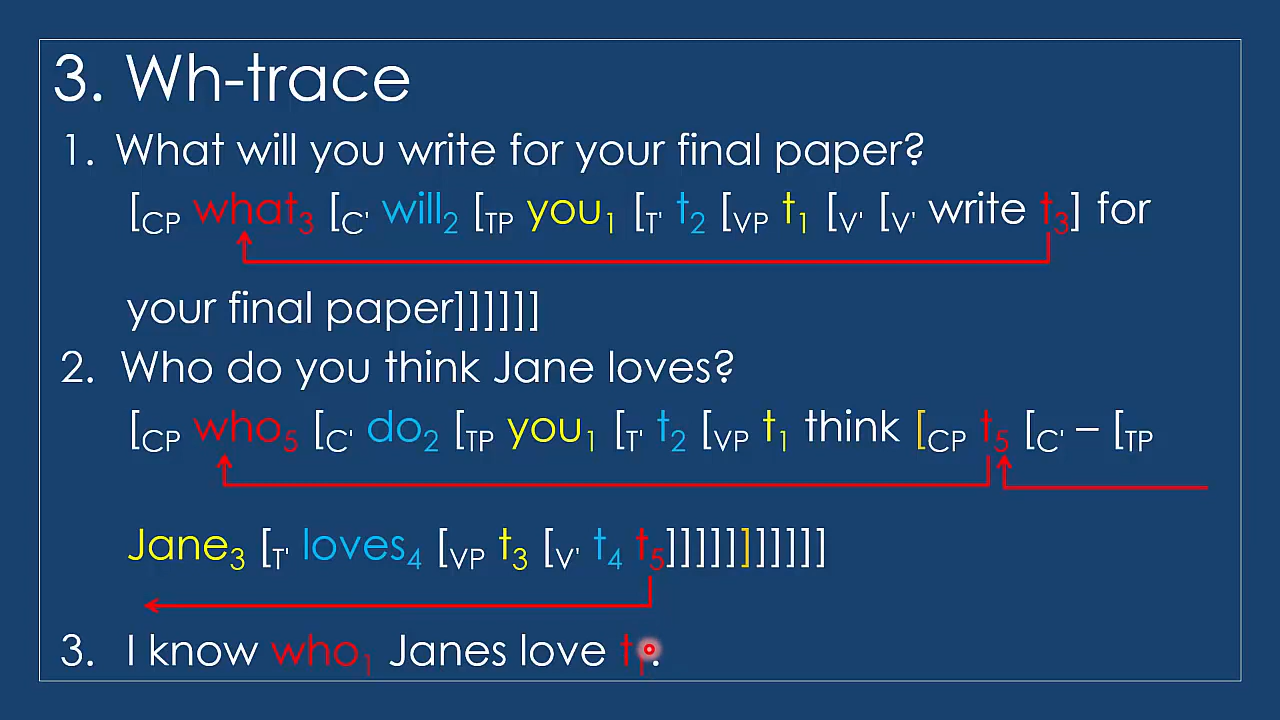 3. Wh-trace
1. What will you write for your final paper?
[CP what3 [C' will2 [TP you1 [T' t2 [VP t1 [V' [V' write t3] for
your final paper]]]]]]
2. Who do you think Jane loves?
[CP who5 [C' do2 [TP you1 [T' t2 [VP t1 think [CP t5 [C' – [TP
Jane3 [T' loves4 [VP t3 [V' t4 t5]]]]]]]]]]]
3. I know who1 Janes love t1.